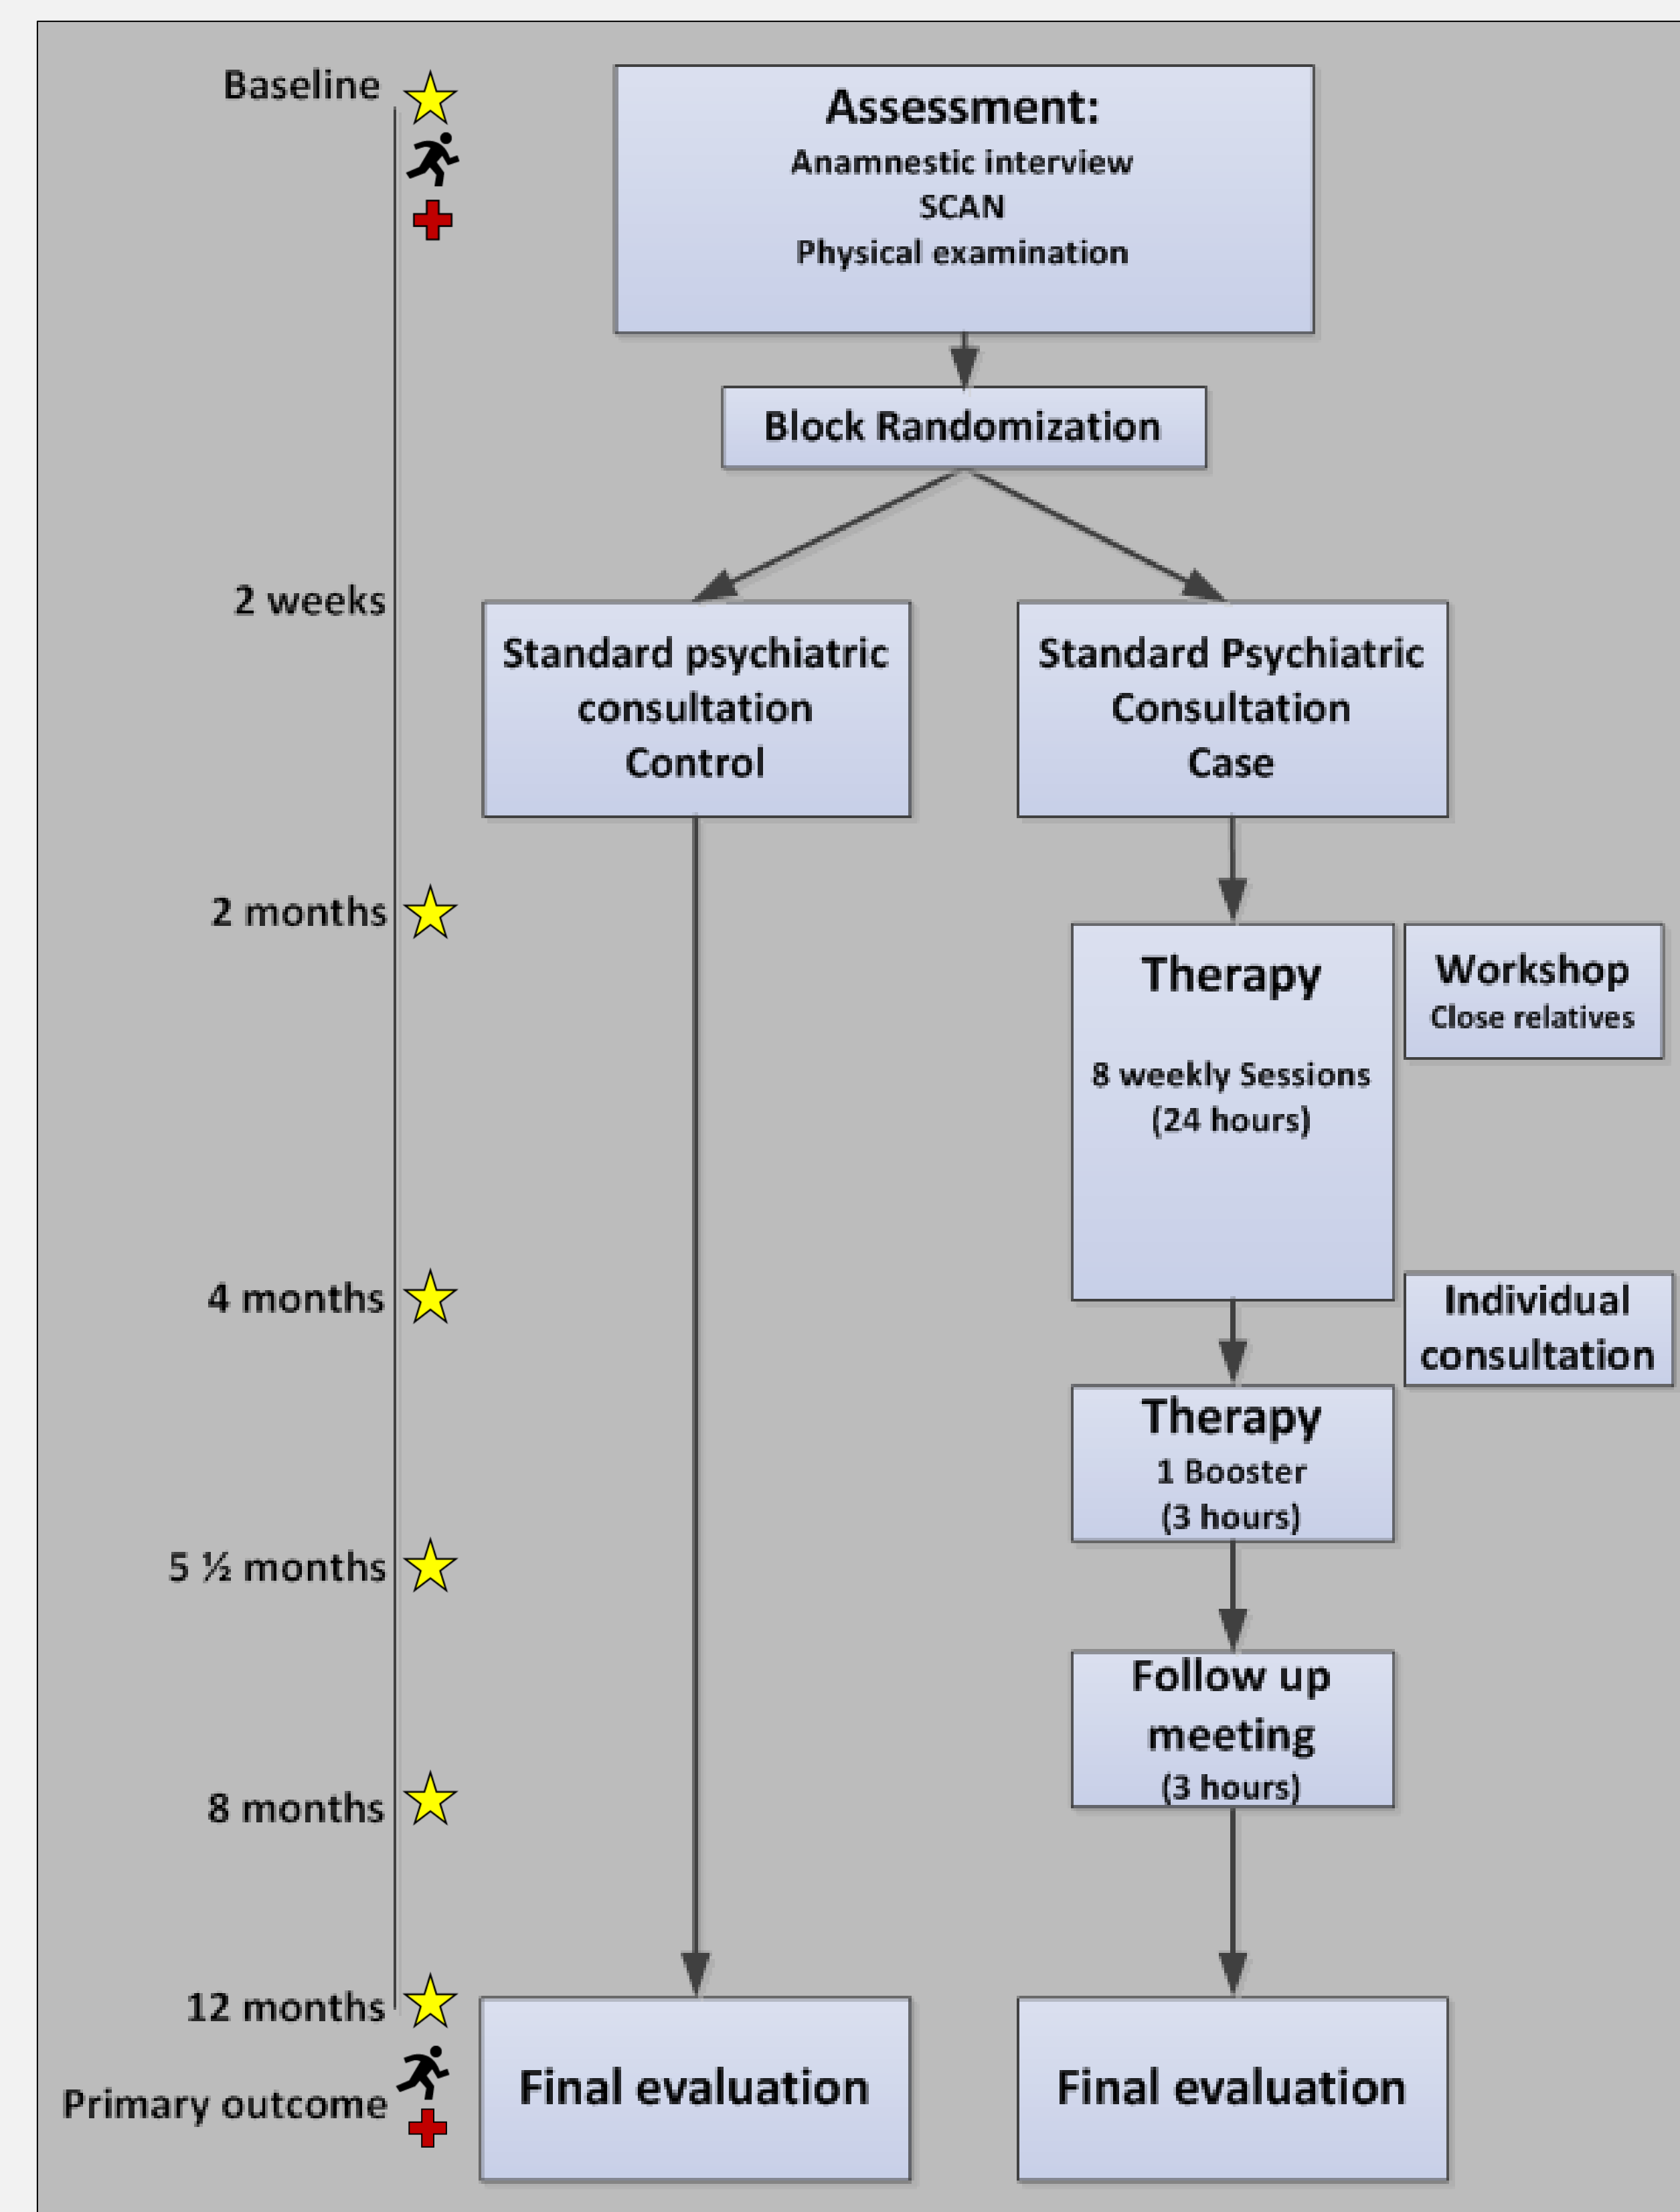 Baseline
Assessment:
Anamnestic interview
SCAN
Physical examination
Block Randomization
2 weeks
Standard psychiatric
consultation
Control
Standard Psychiatric
Consultation
Case
2 months
Therapy
8 weekly Sessions
(24 hours)
Workshop
Close relatives
4 months
Individual
consultation
Therapy
1 Booster
(3 hours)
5 ½ months
Follow up
meeting
(3 hours)
8 months
12 months
Primary outcome
Final evaluation
Final evaluation